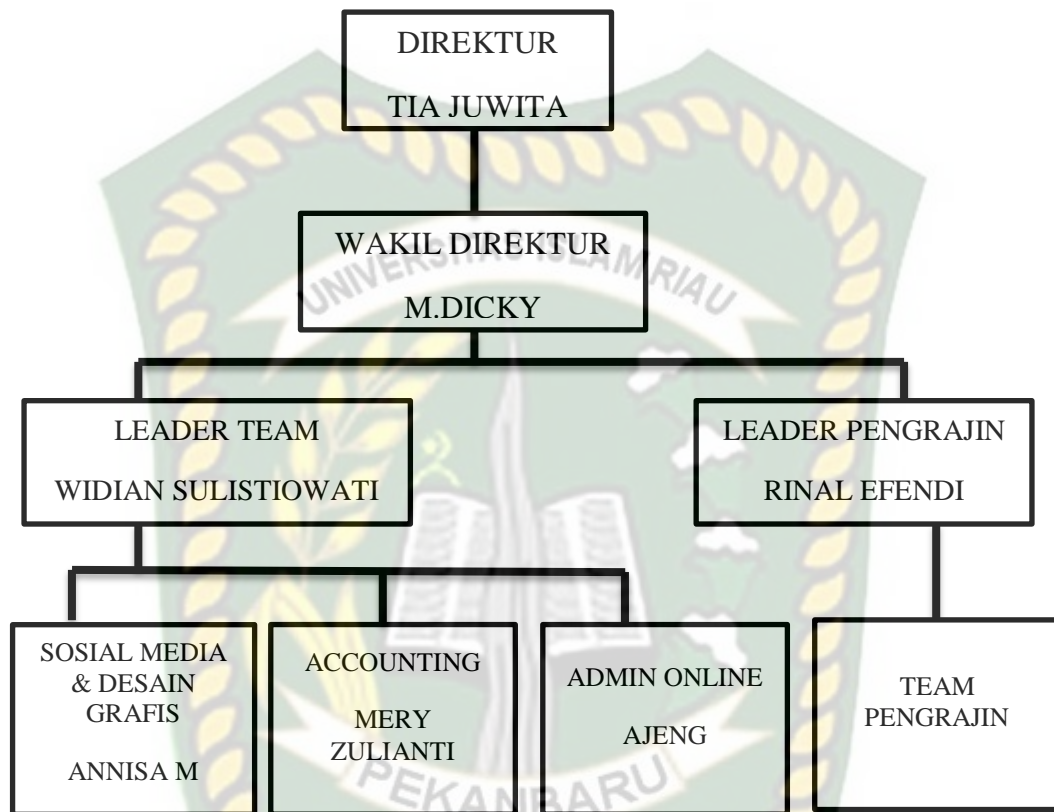 DIREKTUR
TIA JUWITA
WAKIL DIREKTUR
M.DICKY
UNIVERSITAS ISLAM RIAU
LEADER TEAM
WIDIAN SULISTIOWATI
LEADER PENGRAJIN
RINAL EFENDI
SOSIAL MEDIA
& DESAIN
GRAFIS
ANNISA M
ACCOUNTING
MERY
ZULIANTI
ADMIN ONLINE
AJENG
TEAM
PENGRAJIN
PEKANBARU